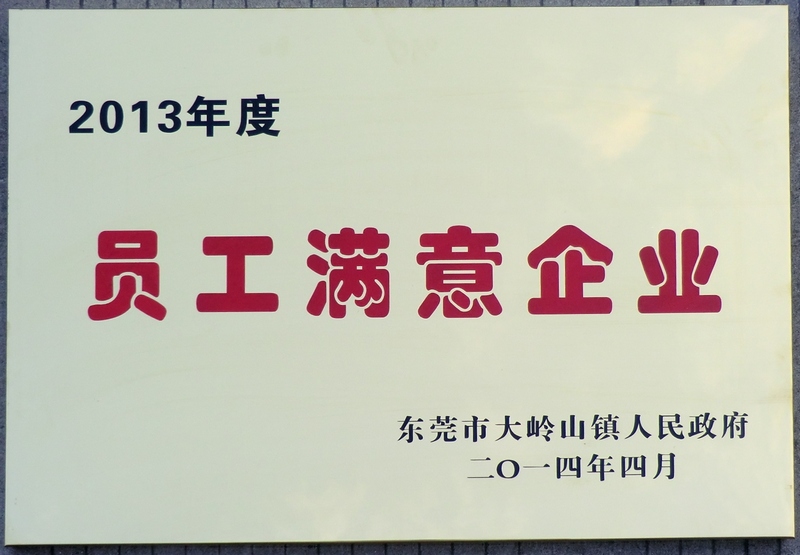 2013年度
员工满意企业
东莞市大岭山镇人民政府
二〇一四年四月